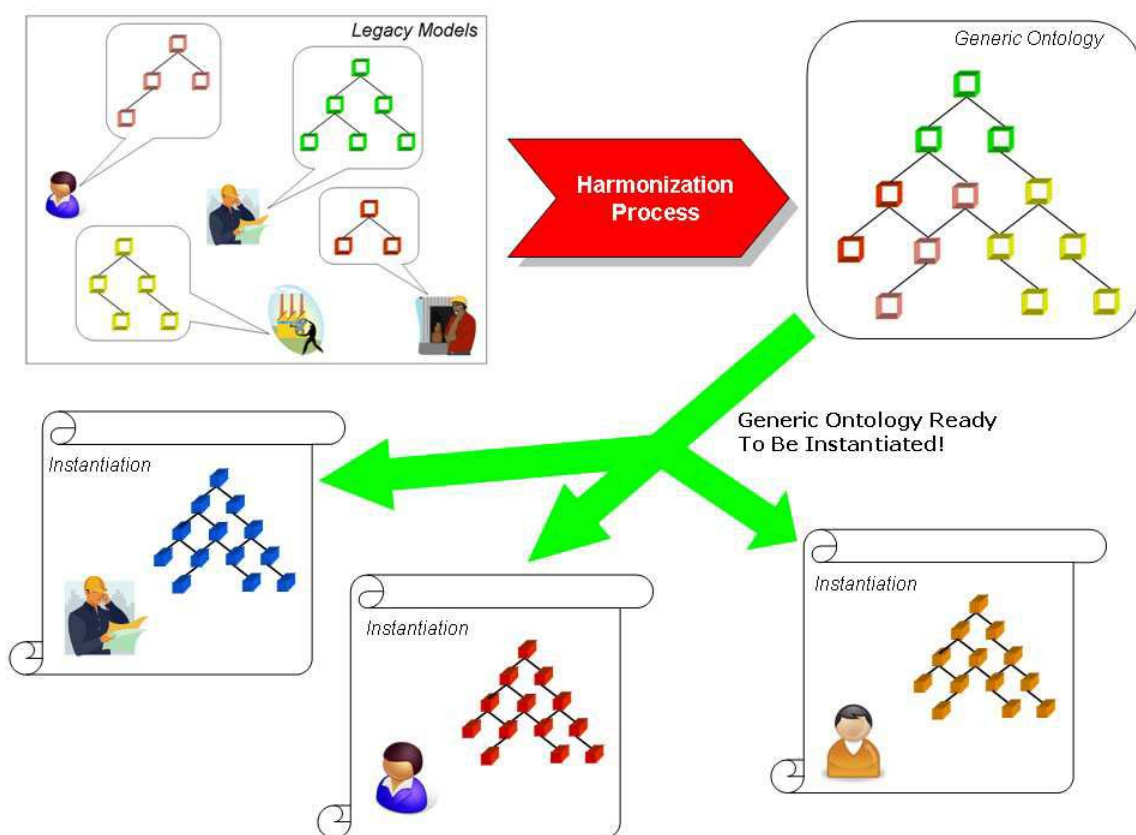 Legacy Models
Generic Ontology
Harmonization
Process
Generic Ontology Ready
To Be Instantiated!
Instantiation
Instantiation
Instantiation